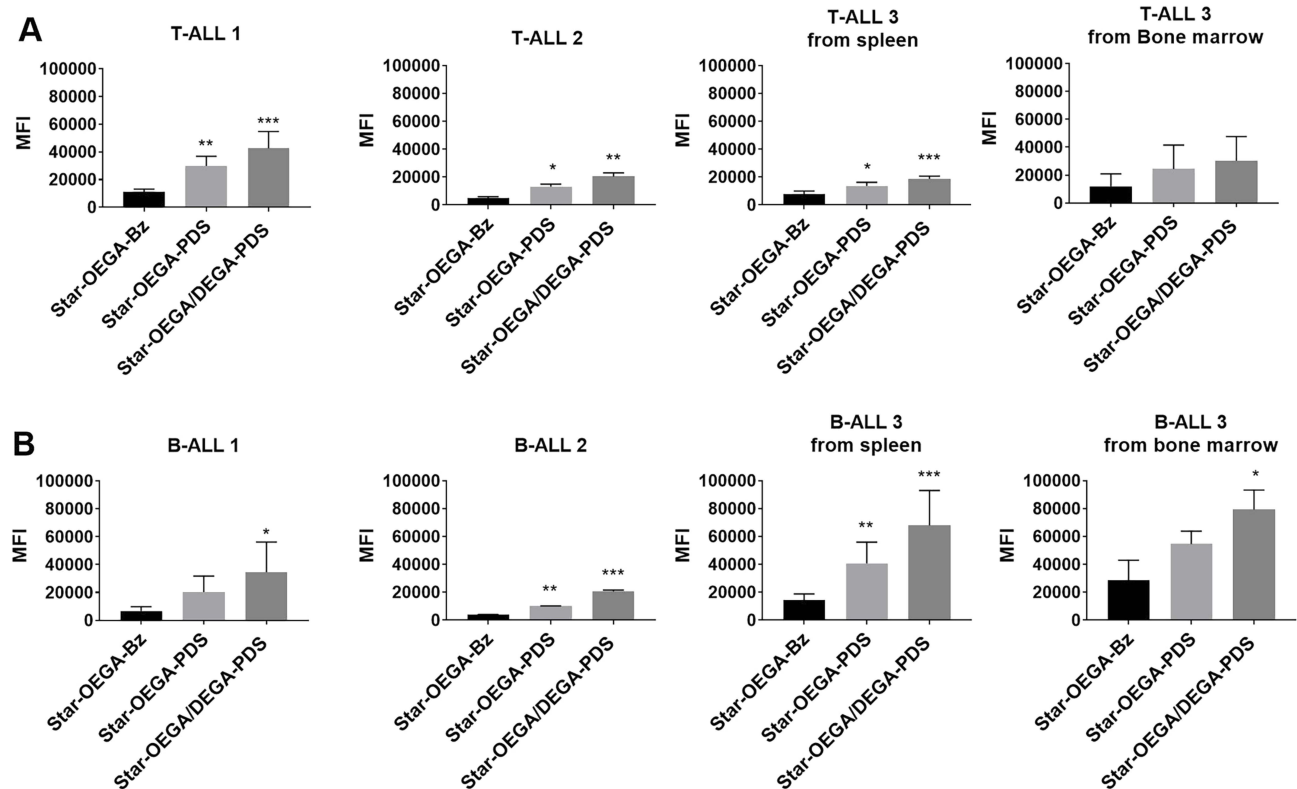 A
T-ALL 1
MFI
100000
80000
60000
40000
20000
0
**
***
Star-OEGA-Bz
Star-OEGA-PDS
Star-OEGA/DEGA-PDS
T-ALL 2
MFI
100000
80000
60000
40000
20000
0
*
**
Star-OEGA-Bz
Star-OEGA-PDS
Star-OEGA/DEGA-PDS
T-ALL 3
from spleen
MFI
100000
80000
60000
40000
20000
0
*
***
Star-OEGA-Bz
Star-OEGA-PDS
Star-OEGA/DEGA-PDS
T-ALL 3
from Bone marrow
MFI
100000
80000
60000
40000
20000
0
Star-OEGA-Bz
Star-OEGA-PDS
Star-OEGA/DEGA-PDS
B
B-ALL 1
MFI
100000
80000
60000
40000
20000
0
*
Star-OEGA-Bz
Star-OEGA-PDS
Star-OEGA/DEGA-PDS
B-ALL 2
MFI
100000
80000
60000
40000
20000
0
**
***
Star-OEGA-Bz
Star-OEGA-PDS
Star-OEGA/DEGA-PDS
B-ALL 3
from spleen
MFI
100000
80000
60000
40000
20000
0
**
***
Star-OEGA-Bz
Star-OEGA-PDS
Star-OEGA/DEGA-PDS
B-ALL 3
from bone marrow
MFI
100000
80000
60000
40000
20000
0
*
Star-OEGA-Bz
Star-OEGA-PDS
Star-OEGA/DEGA-PDS